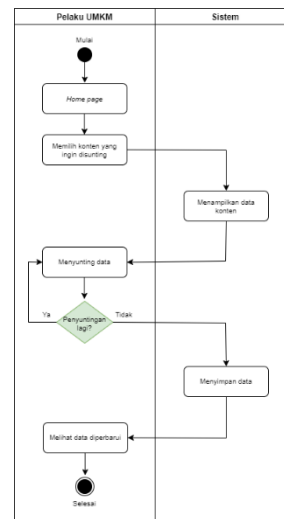 Pelaku UMKM
Sistem
Mulai
Home page
Memilih konten yang
ingin disunting
Menampilkan data
konten
Menyunting data
Ya
Penyuntingan
lagi?
Tidak
Menyimpan data
Melihat data diperbarui
Selesai